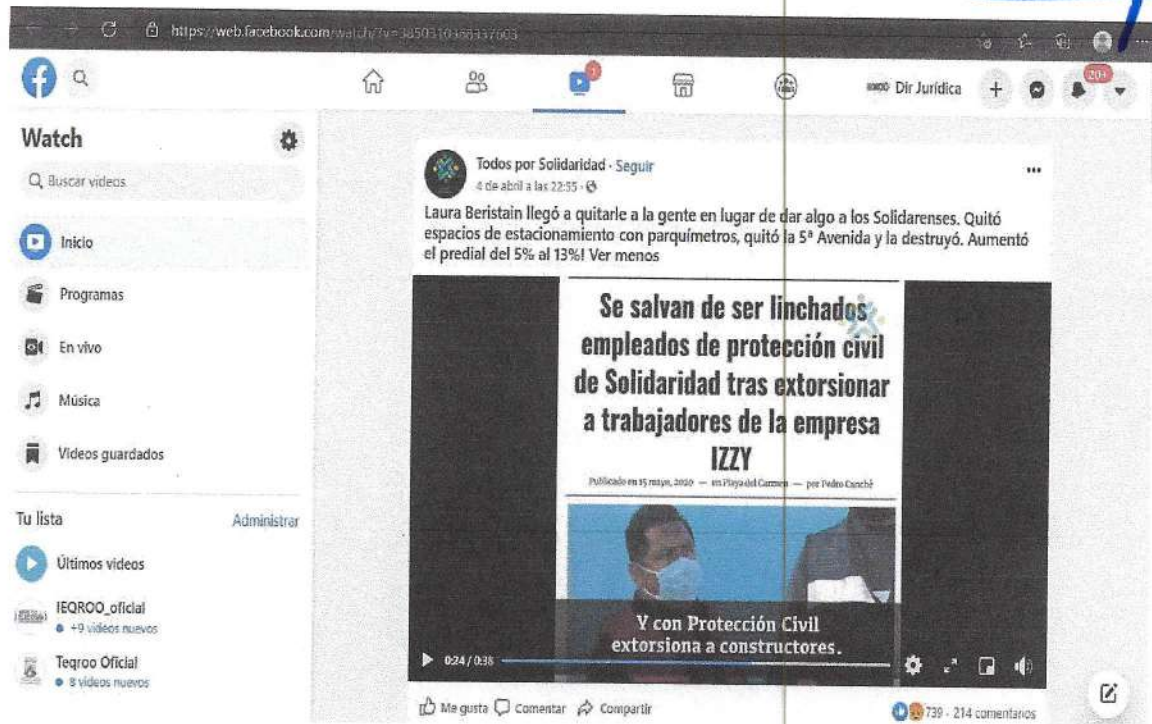 https://web.facebook.com/watch/?v=3850310368337603
Dir Jurídica
20+
Watch
Buscar videos
Inicio
Programas
En vivo
Música
Videos guardados
Tu lista
Administrar
Últimos videos
IEQROO_oficial
+9 videos nuevos
Teqroo Oficial
8 videos nuevos
Todos por Solidaridad · Seguir
4 de abril a las 22:55 ·
Laura Beristain llegó a quitarle a la gente en lugar de dar algo a los Solidarenses. Quitó
espacios de estacionamiento con parquímetros, quitó la 5ª Avenida y la destruyó. Aumentó
el predial del 5% al 13%! Ver menos
Se salvan de ser linchados
empleados de protección civil
de Solidaridad tras extorsionar
a trabajadores de la empresa
IZZY
Publicado en 15 mayo, 2020 — en Playa del Carmen — por Pedro Canché
Y con Protección Civil
extorsiona a constructores.
0:24 / 0:38
Me gusta Comentar Compartir
739 · 214 comentarios